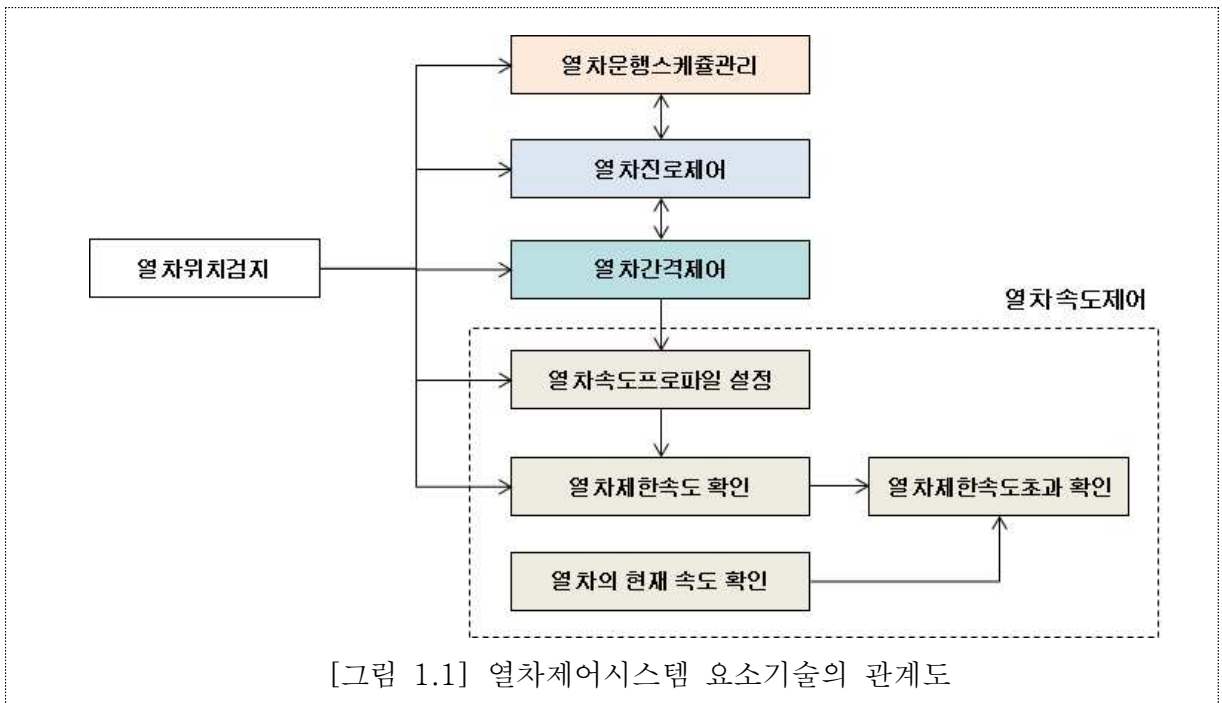 열차운행스케쥴관리
열차진로제어
열차위치검지
열차간격제어
열차속도제어
열차속도프로파일 설정
열차제한속도 확인
열차제한속도초과 확인
열차의 현재 속도 확인
[그림 1.1] 열차제어시스템 요소기술의 관계도